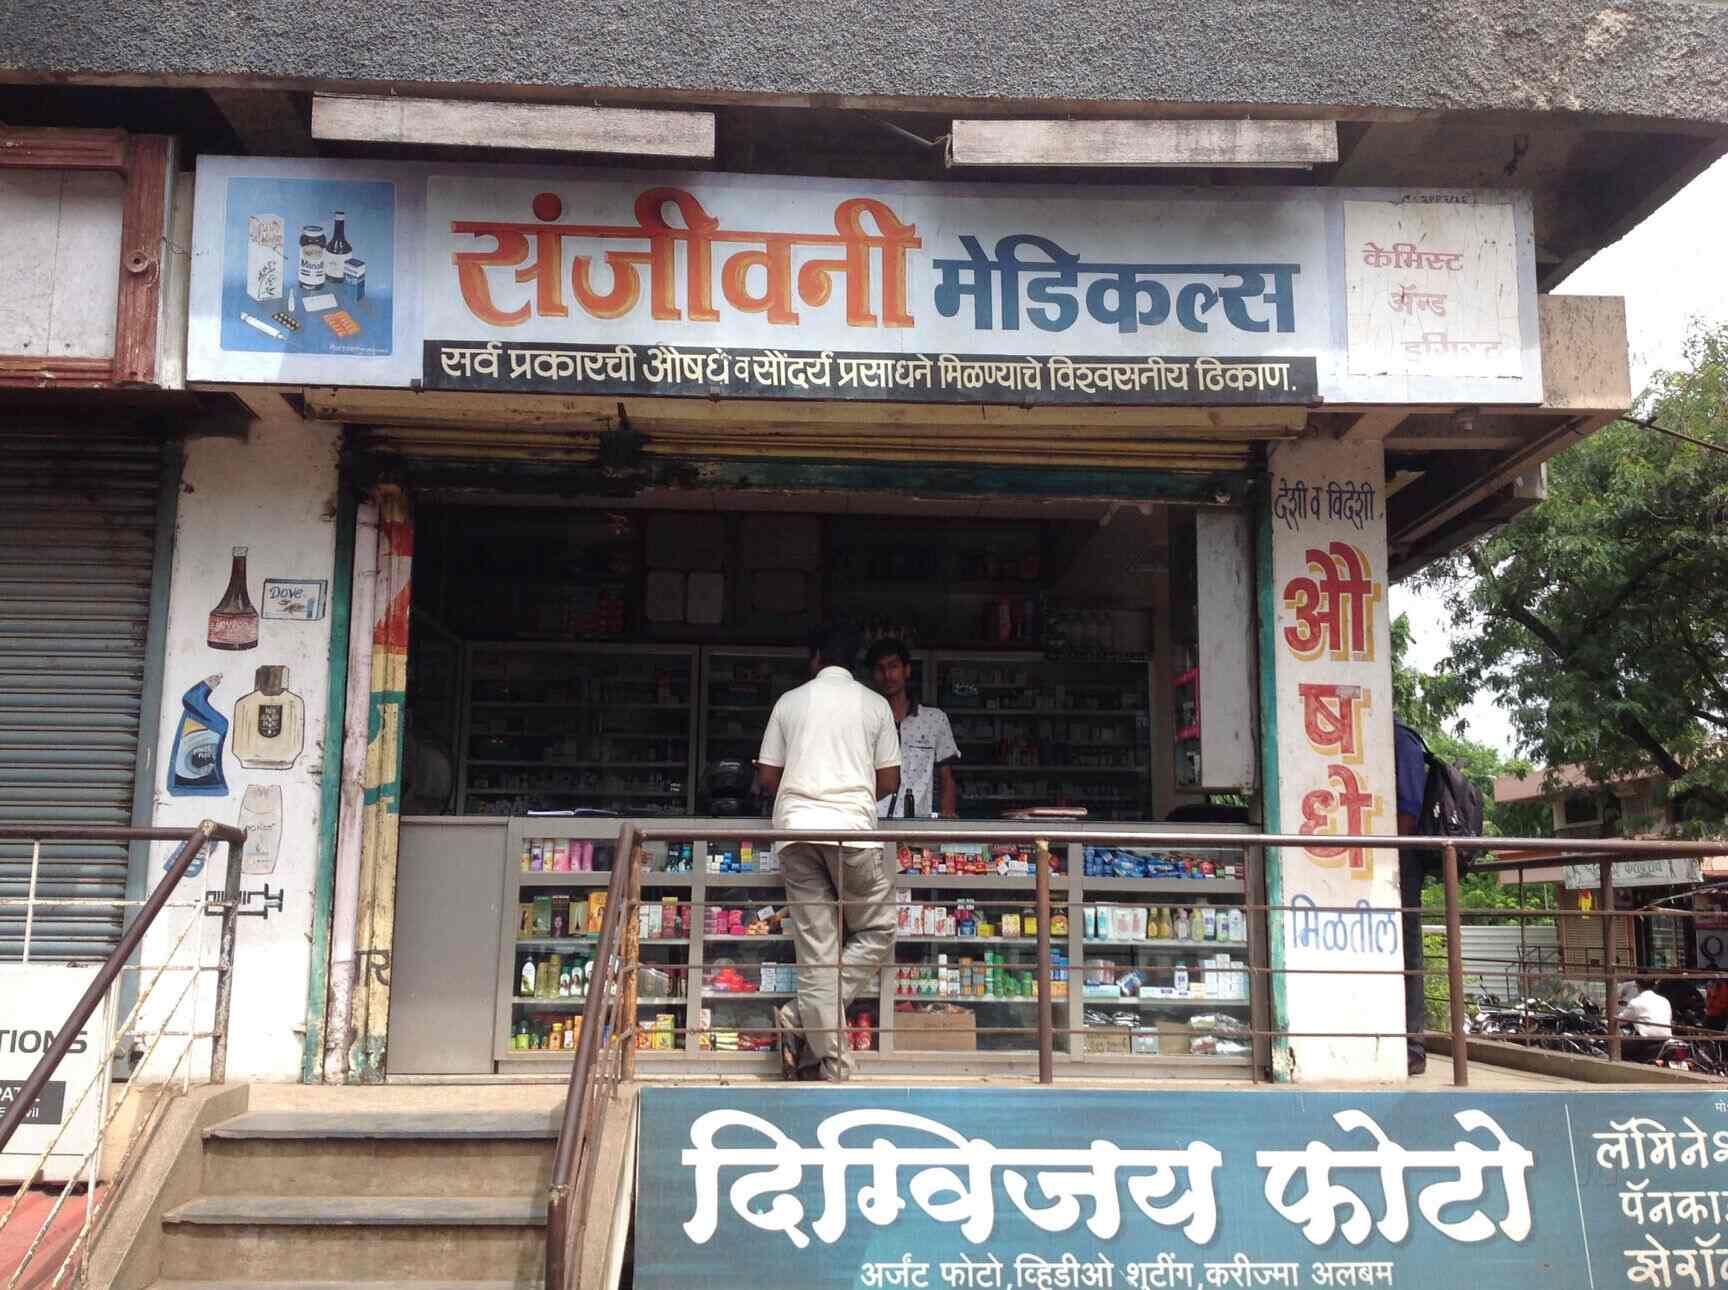 संजीवनी मेडिकल्स
सर्व प्रकारची औषधे व सौंदर्य प्रसाधने मिळण्याचे विश्वसनीय ठिकाण.
केमिस्ट
ॲन्ड
देशी व विदेशी
औषधे
मिळतील
Dove
TIONS
दिग्विजय फोटो
अर्जंट फोटो,व्हिडीओ शुटींग,करीज्मा अलबम
लॅमिनेश
पॅनका
झेरॉ